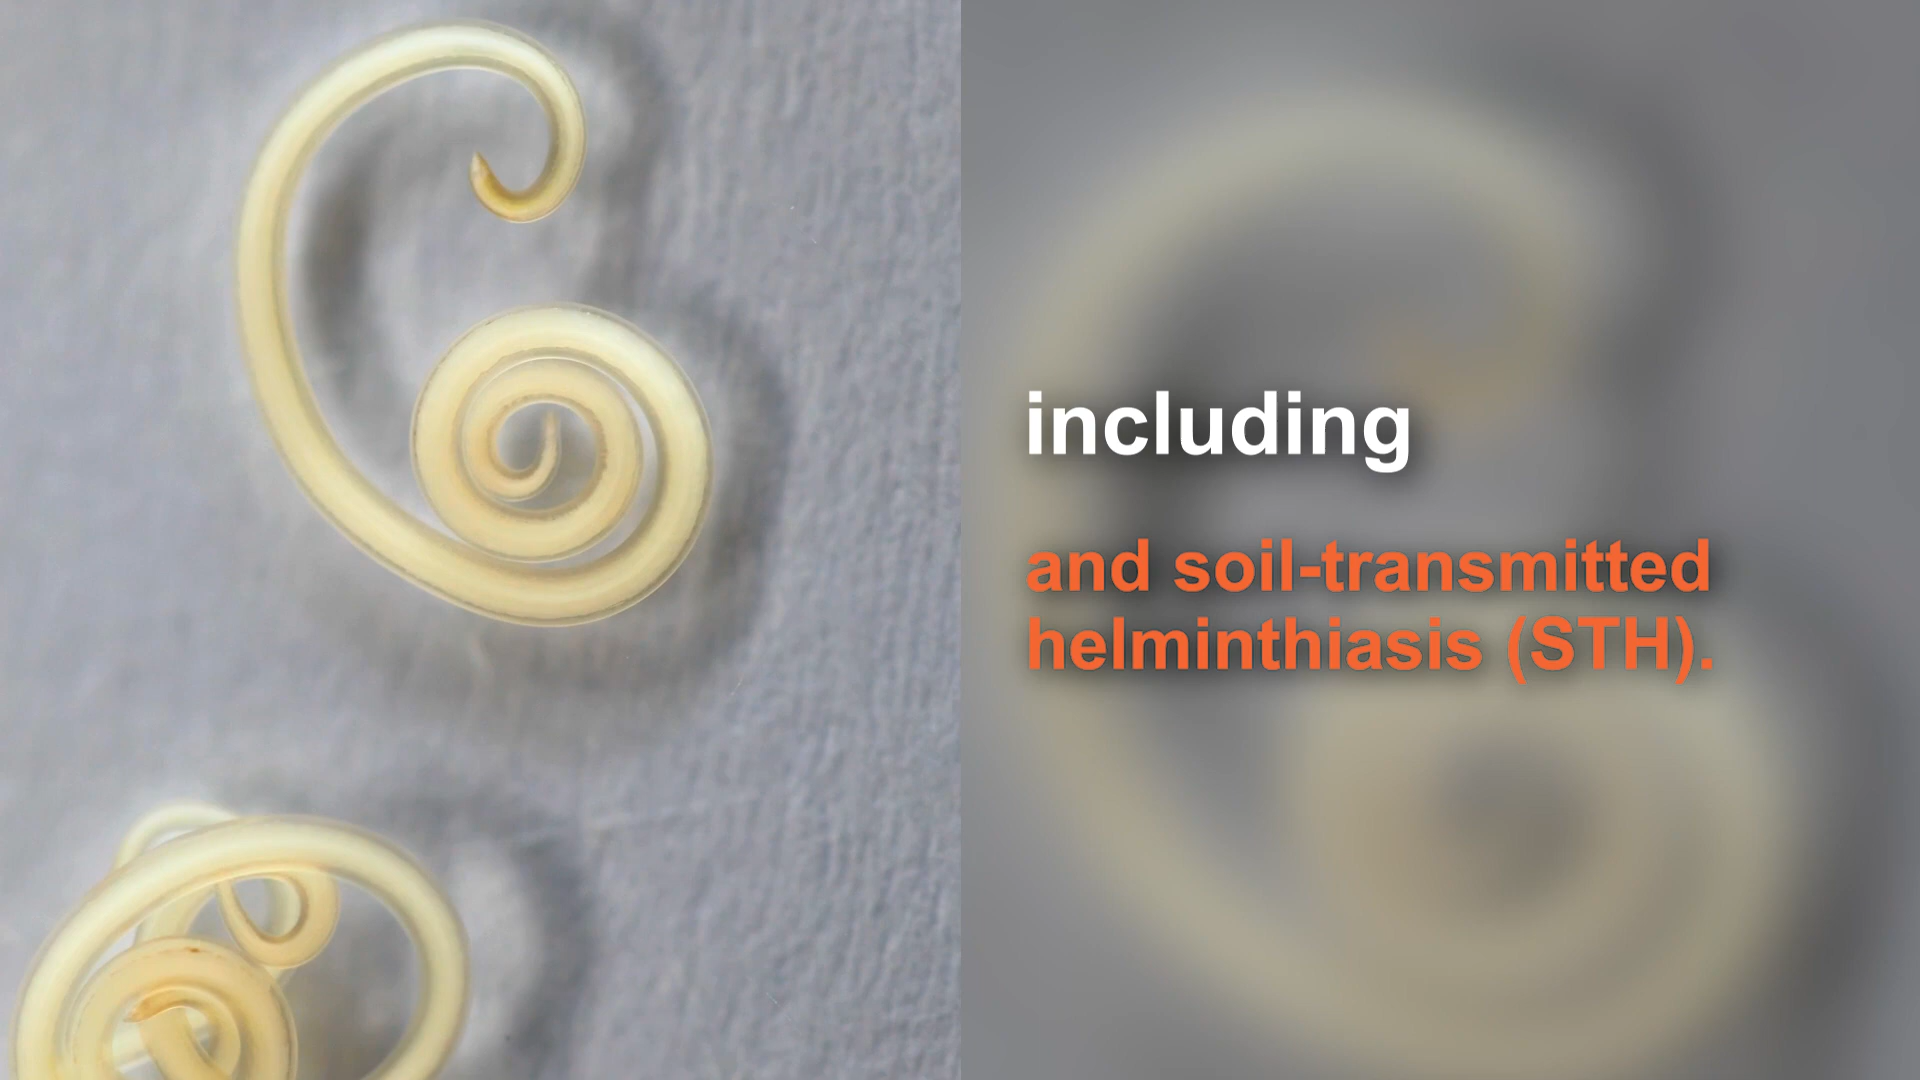 including
and soil-transmitted
helminthiasis (STH).